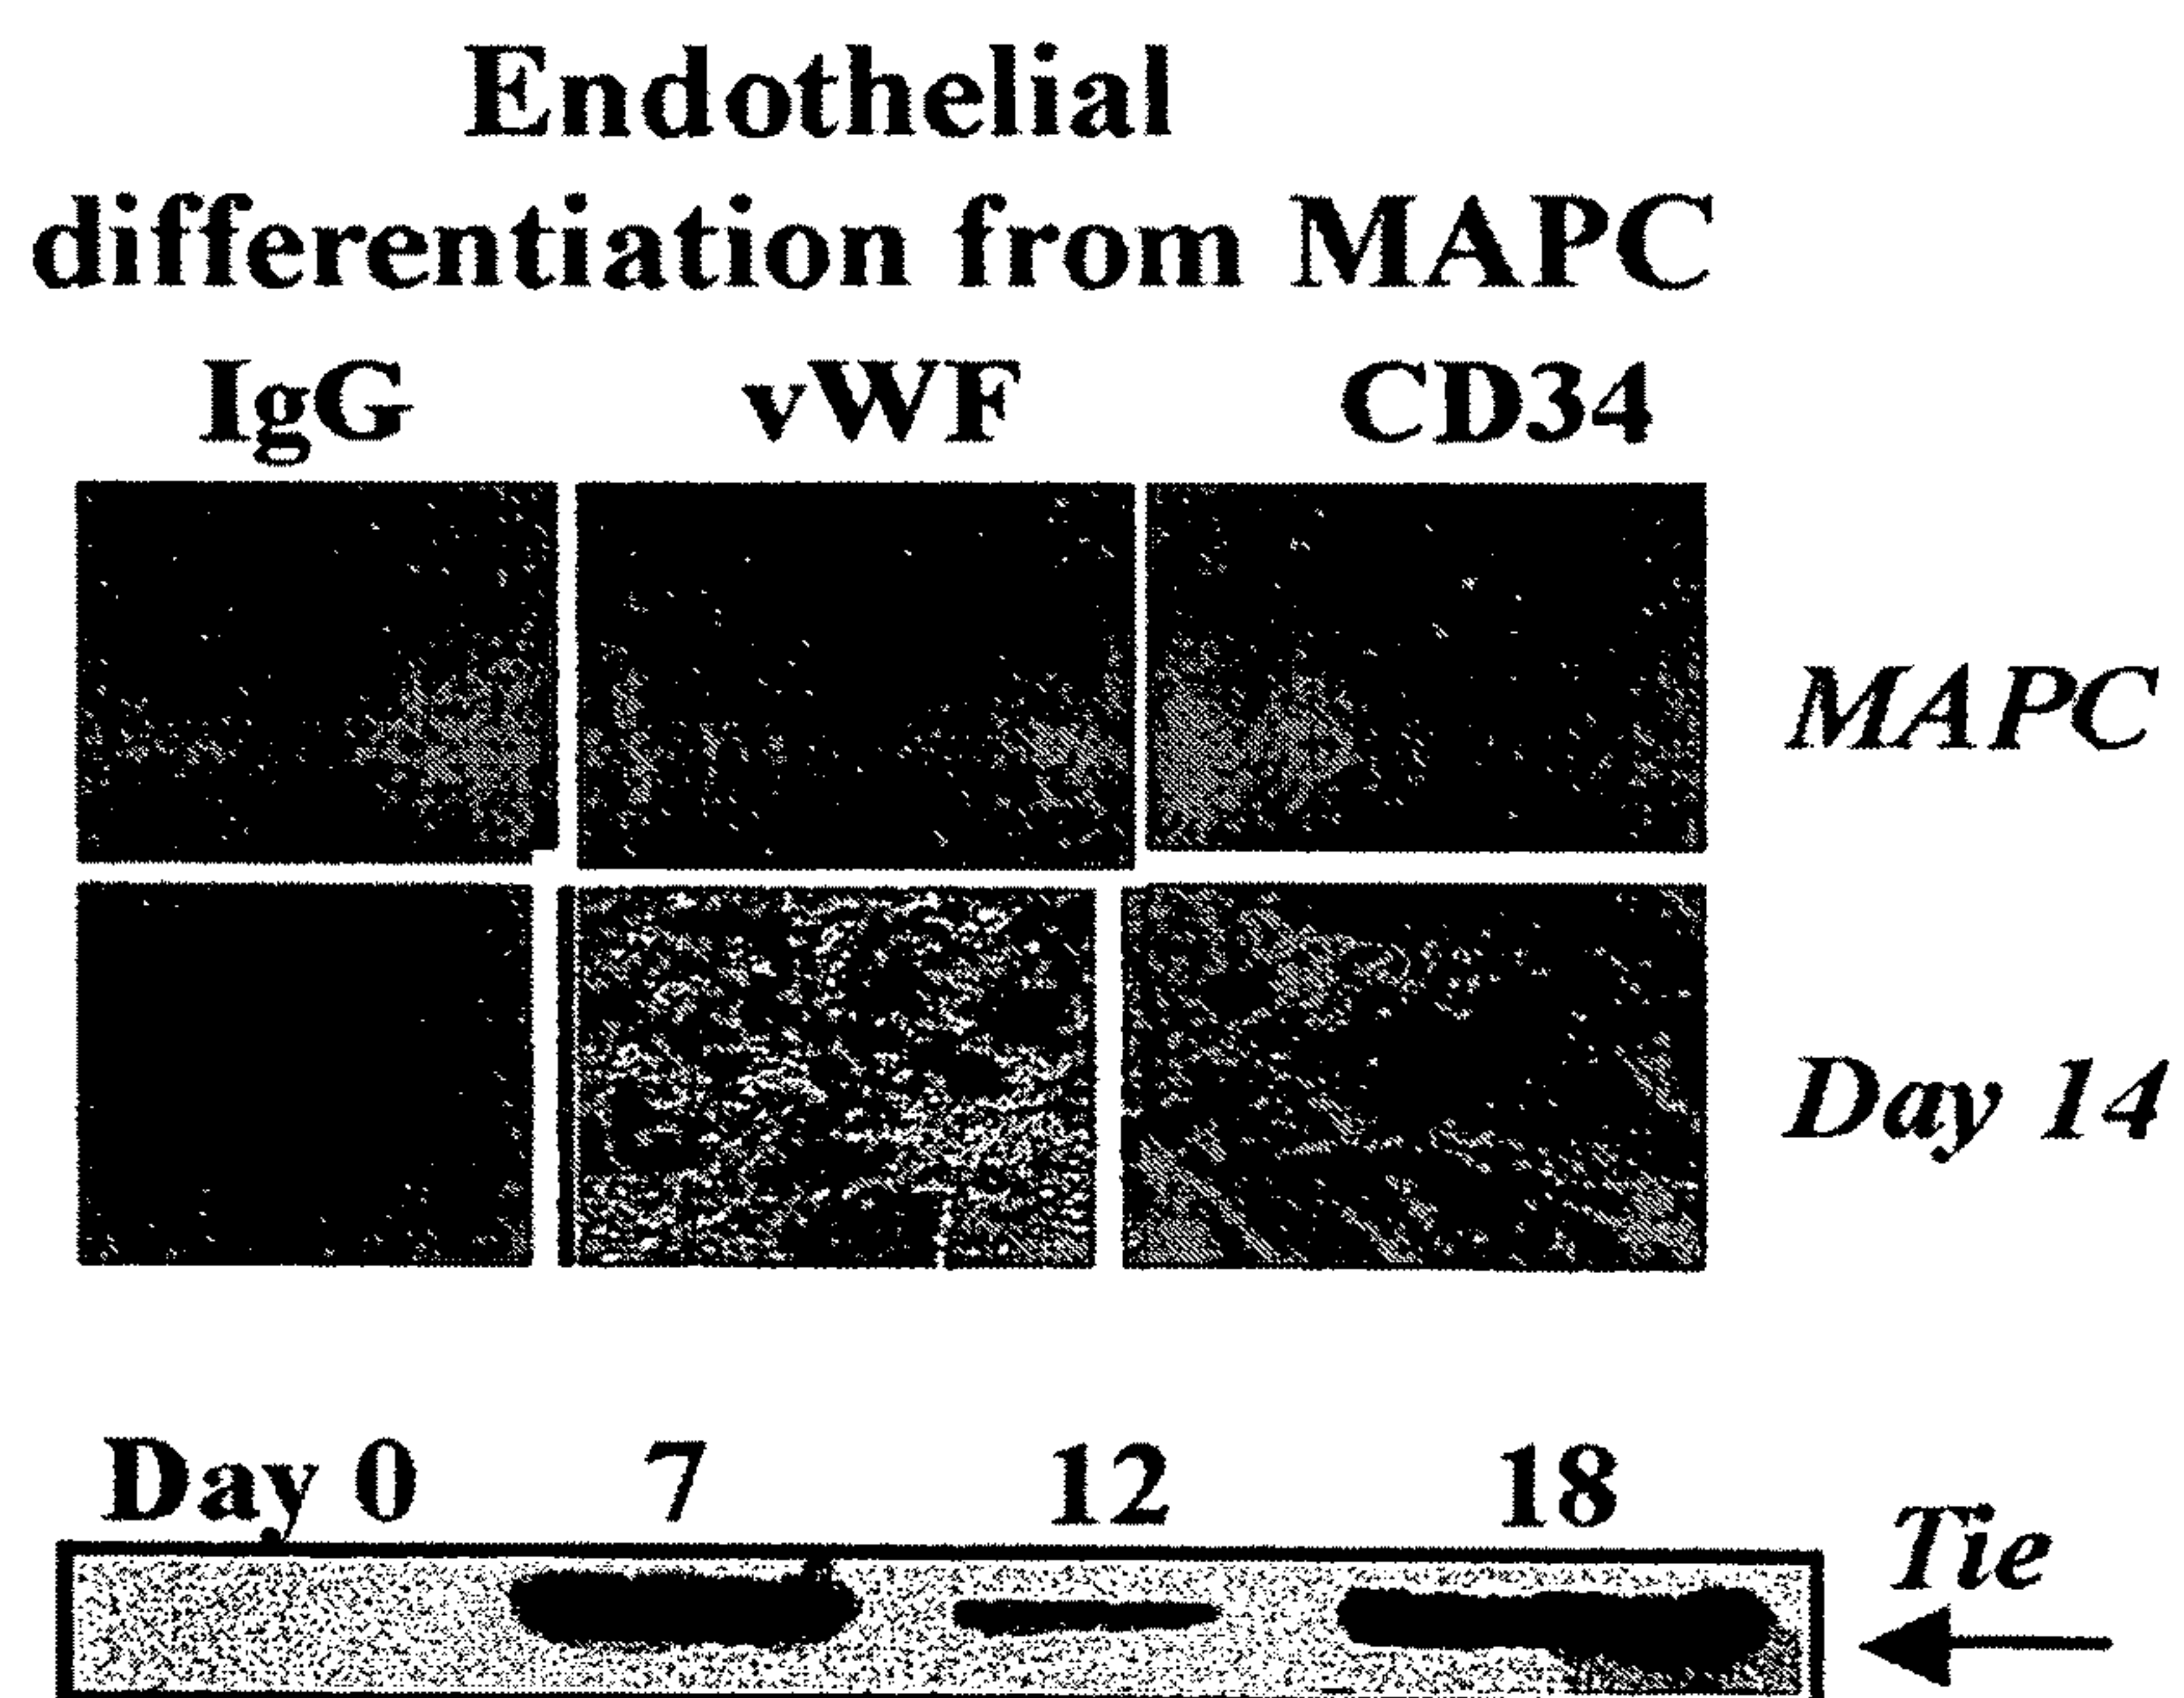 Endothelial
differentiation from MAPC
IgG vWF CD34
MAPC
Day 14
Day 0 7 12 18
Tie